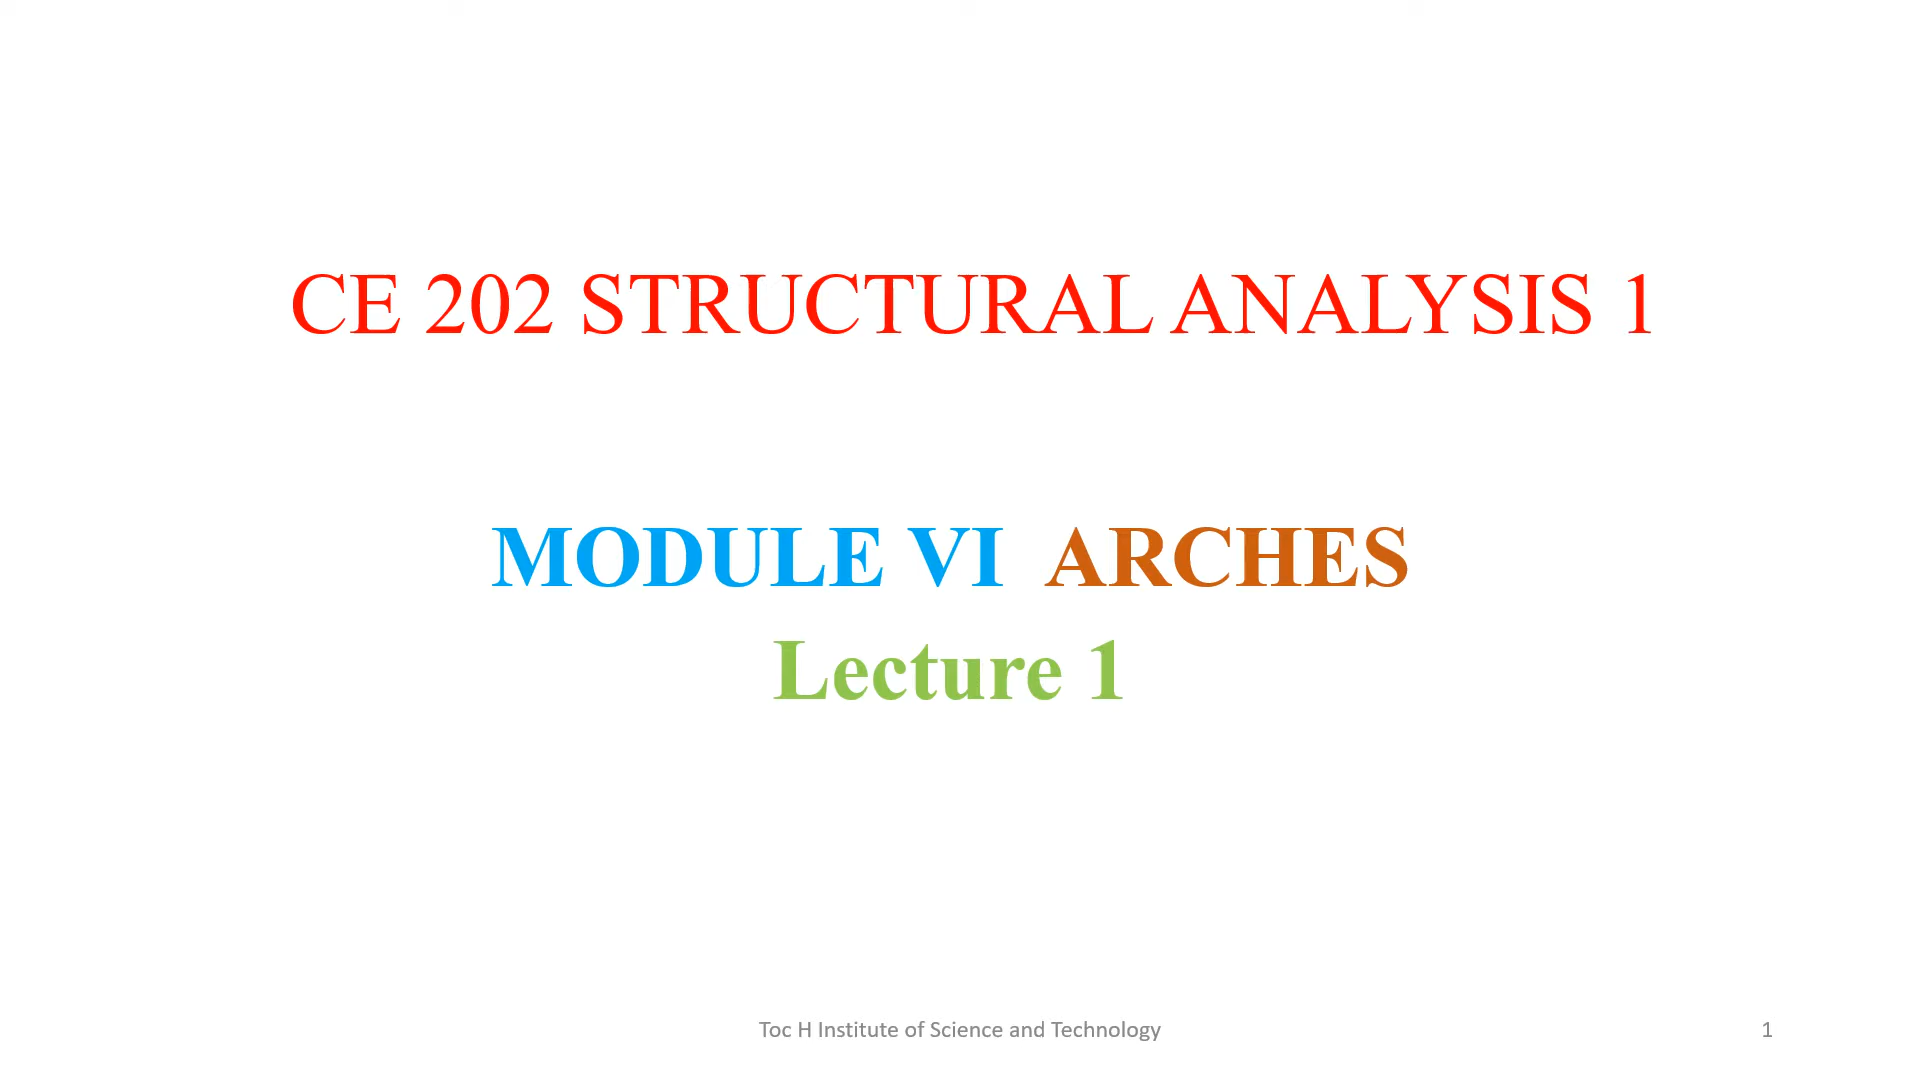 CE 202 STRUCTURAL ANALYSIS 1
MODULE VI ARCHES
Lecture 1
Toc H Institute of Science and Technology
1